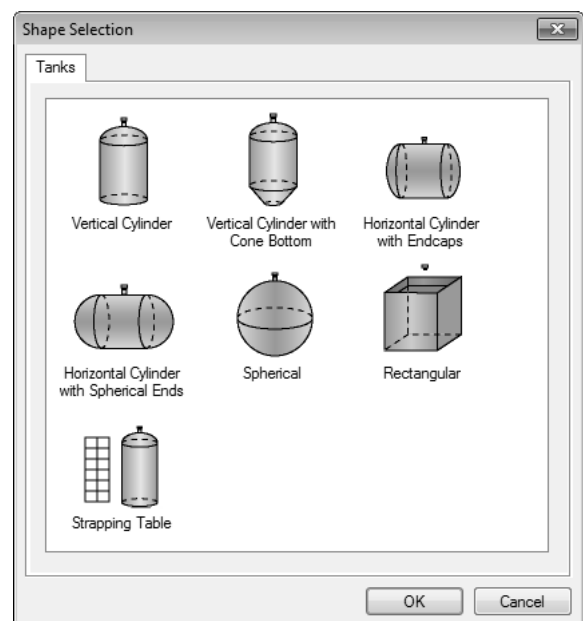 Shape Selection
Tanks
Vertical Cylinder
Vertical Cylinder with
Cone Bottom
Horizontal Cylinder
with Endcaps
Horizontal Cylinder
with Spherical Ends
Spherical
Rectangular
Strapping Table
OK
Cancel